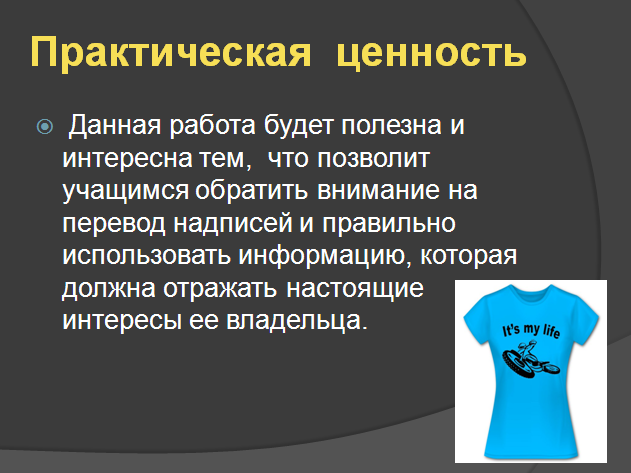 Практическая ценность
Данная работа будет полезна и
интересна тем, что позволит
учащимся обратить внимание на
перевод надписей и правильно
использовать информацию, которая
должна отражать настоящие
интересы ее владельца.
It's my life